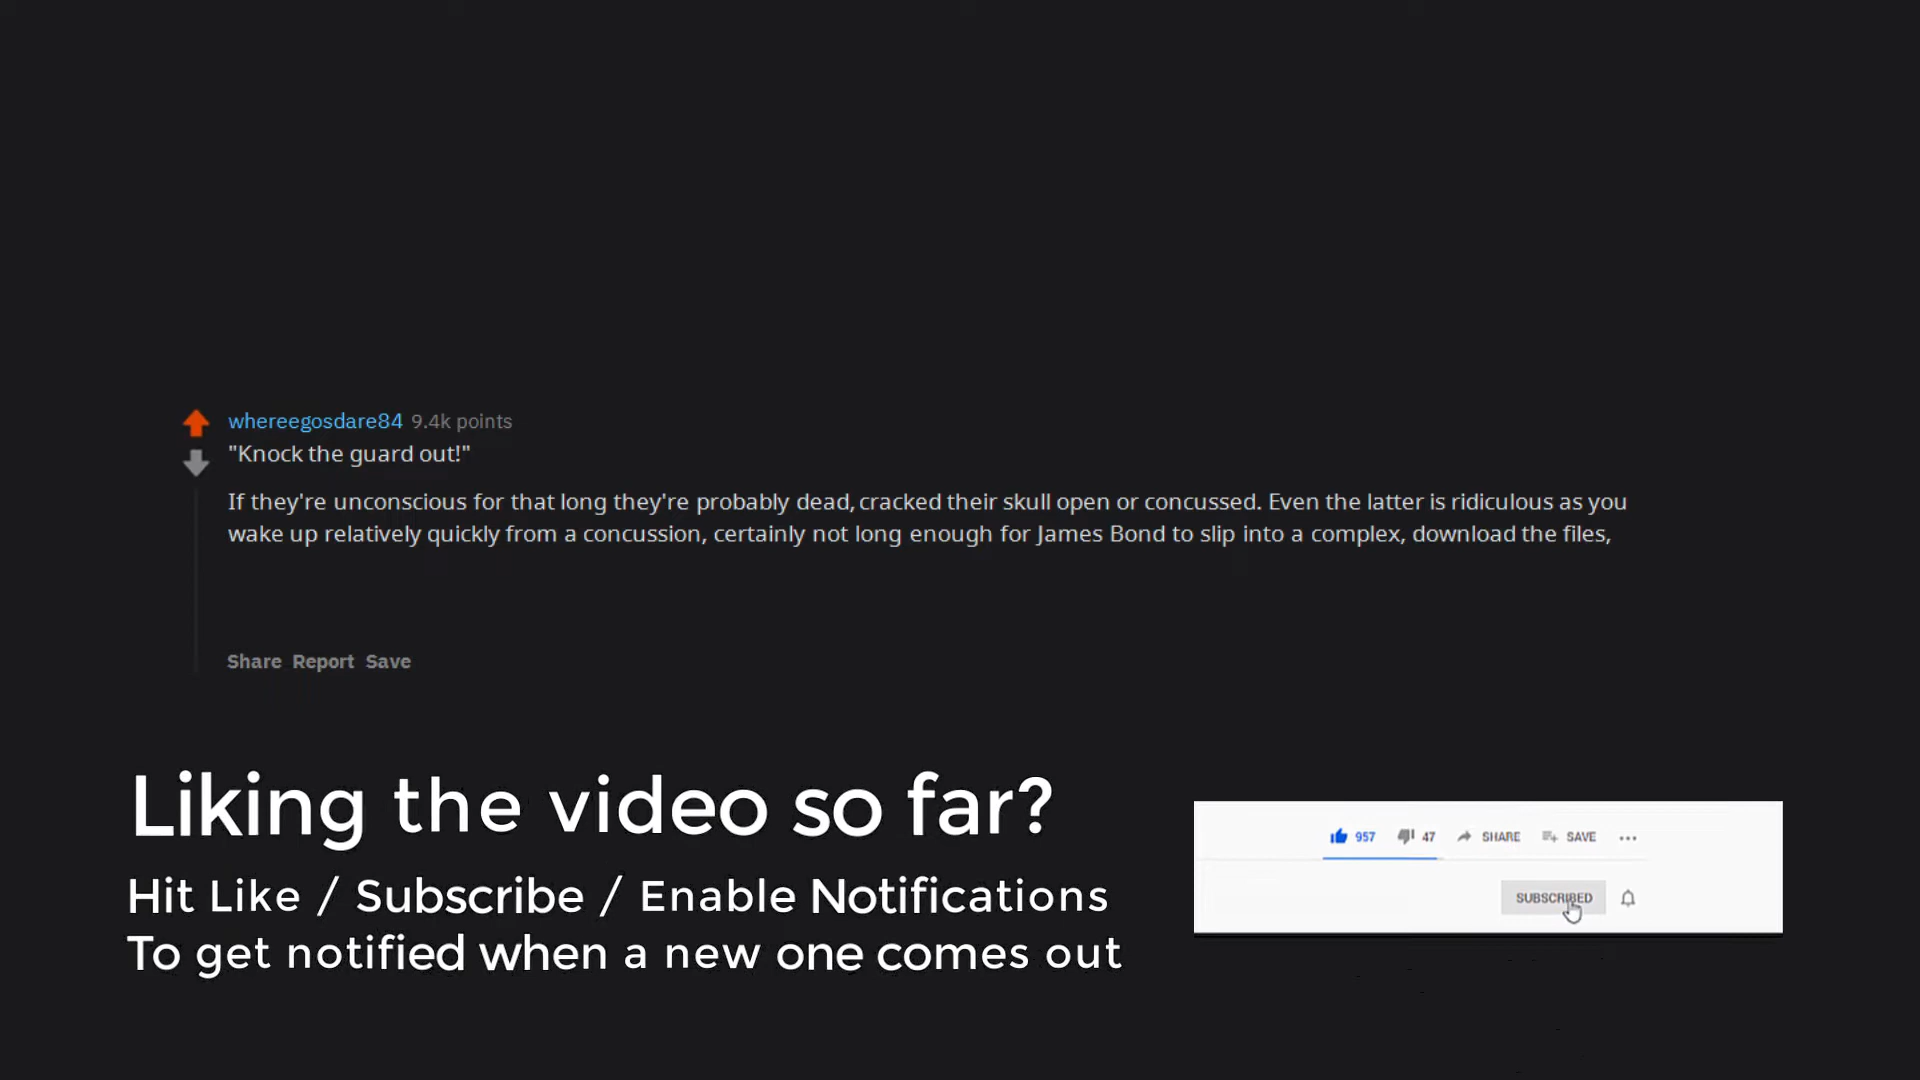 whereegosdare84 9.4k points
"Knock the guard out!"
If they're unconscious for that long they're probably dead, cracked their skull open or concussed. Even the latter is ridiculous as you
wake up relatively quickly from a concussion, certainly not long enough for James Bond to slip into a complex, download the files,
Share Report Save
Liking the video so far?
Hit Like / Subscribe / Enable Notifications
To get notified when a new one comes out
957 47 SHARE SAVE
SUBSCRIBED